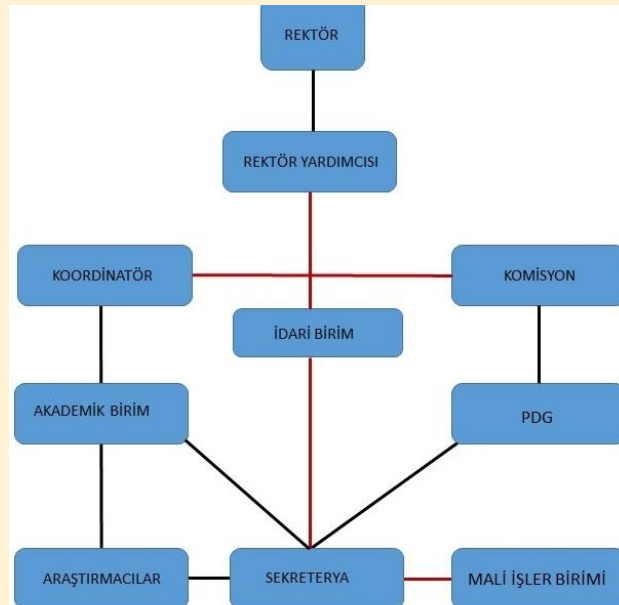 REKTÖR
REKTÖR YARDIMCISI
KOORDİNATÖR
KOMİSYON
İDARİ BİRİM
AKADEMİK BİRİM
PDG
ARAŞTIRMACILAR
SEKRETERYA
MALİ İŞLER BİRİMİ